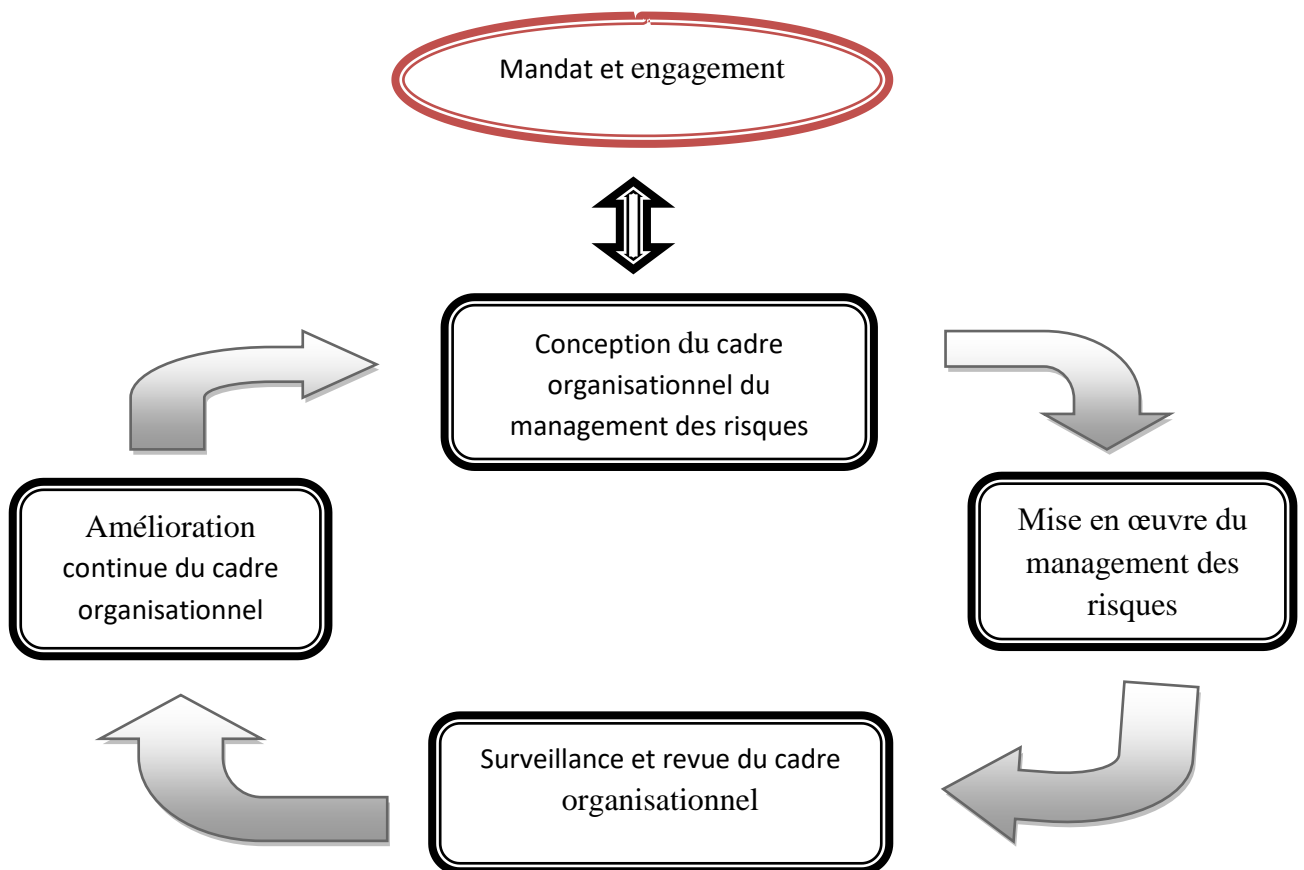 Mandat et engagement
Conception du cadre
organisationnel du
management des risques
Amélioration
continue du cadre
organisationnel
Mise en œuvre du
management des
risques
Surveillance et revue du cadre
organisationnel